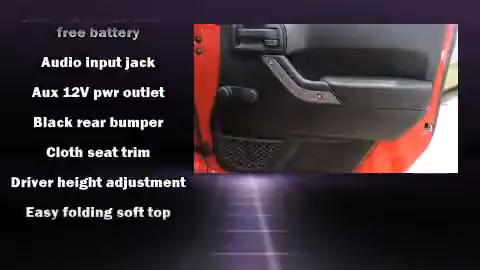 free battery
Audio input jack
Aux 12V pwr outlet
Black rear bumper
Cloth seat trim
Driver height adjustment
Easy folding soft top